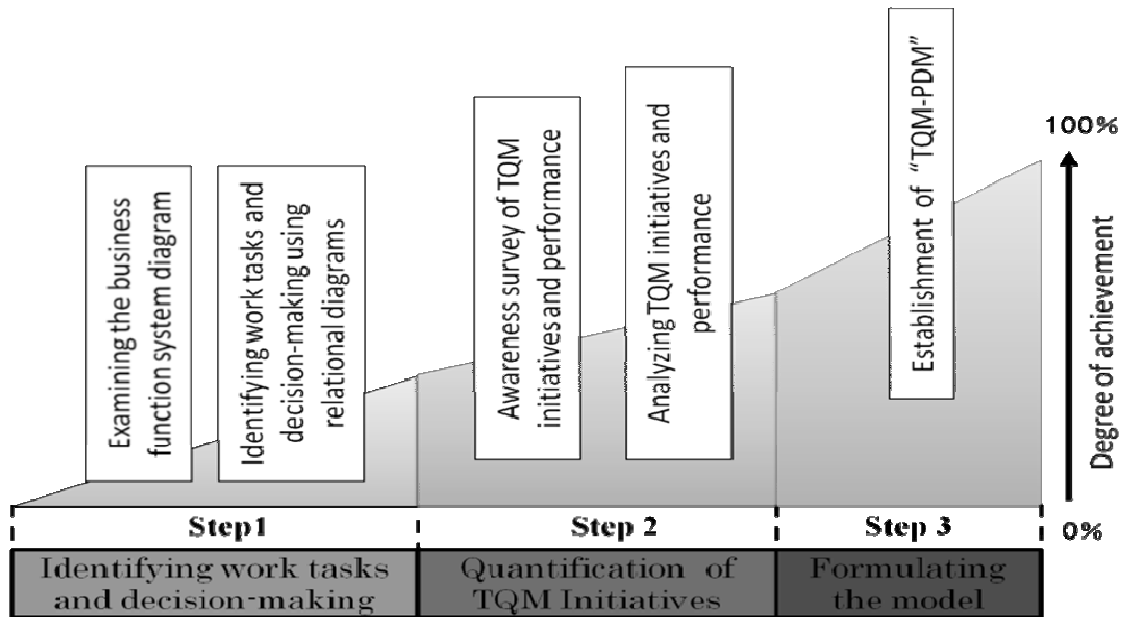 Examining the business
function system diagram
Identifying work tasks and
decision-making using
relational diagrams
Awareness survey of TQM
initiatives and performance
Analyzing TQM initiatives and
performance
Establishment of “TQM-PDM”
100%
Degree of achievement
0%
Step1
Step 2
Step 3
Identifying work tasks
and decision-making
Quantification of
TQM Initiatives
Formulating
the model